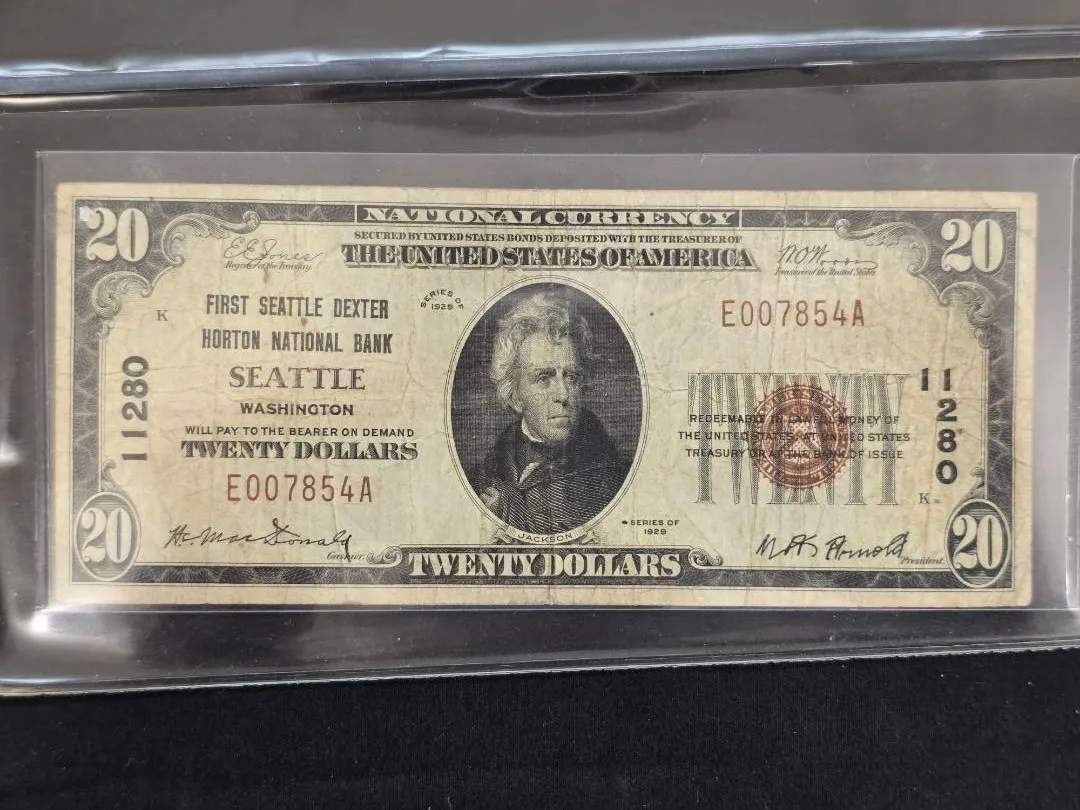 NATIONAL CURRENCY
SECURED BY UNITED STATES BONDS DEPOSITED WITH THE TREASURER OF
THE UNITED STATES OF AMERICA
20
20
E E Jones
Register of the Treasury
Treasurer of the United States
FIRST SEATTLE DEXTER
HORTON NATIONAL BANK
SEATTLE
WASHINGTON
WILL PAY TO THE BEARER ON DEMAND
TWENTY DOLLARS
E007854A
K
11280
SERIES OF
1929
E007854A
TWENTY
REDEEMABLE IN LAWFUL MONEY OF
THE UNITED STATES AT UNITED STATES
TREASURY OR AT THE BANK OF ISSUE
11280
K
SERIES OF
1929
JACKSON
20
H. MacDonald
Cashier.
TWENTY DOLLARS
Arnold
President.
20